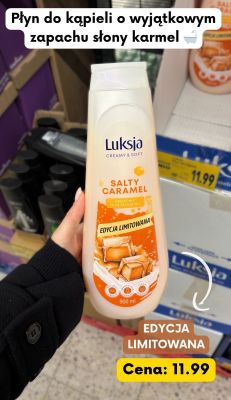 Płyn do kąpieli o wyjątkowym
zapachu słony karmel 🛁
11.99
Luksja
CREAMY & SOFT
SALTY
CARAMEL
EDYCJA LIMITOWANA
900 ml
Luksja
Luksja
EDYCJA
LIMITOWANA
Cena: 11.99